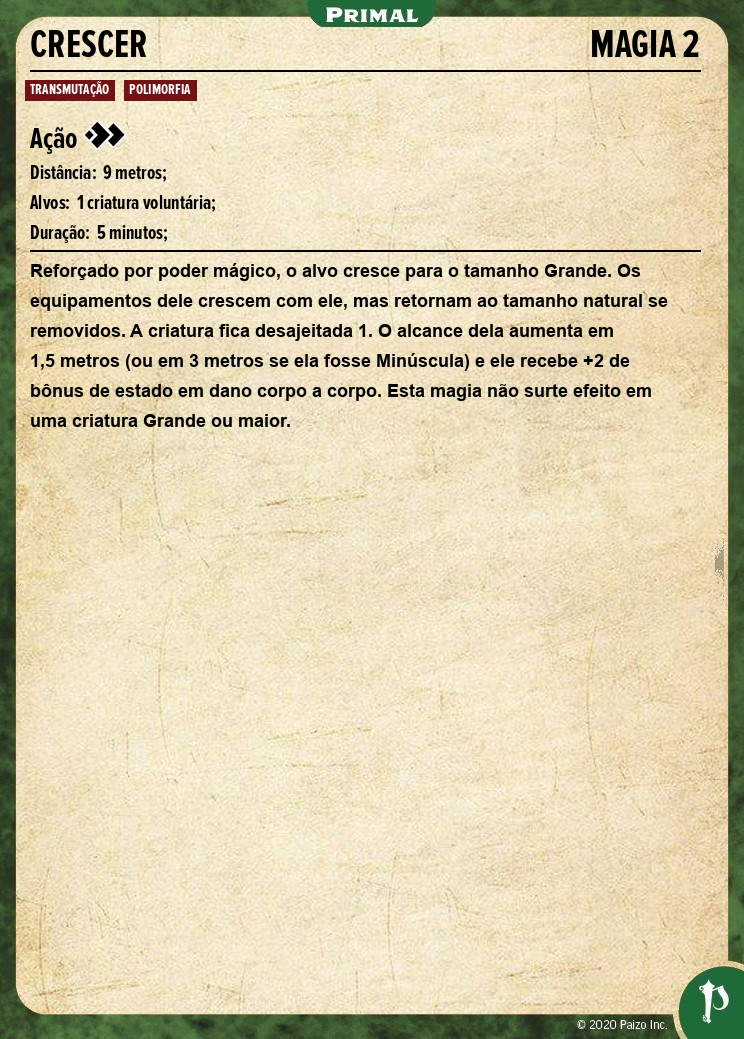 PRIMAL
CRESCER MAGIA 2
TRANSMUTAÇÃO POLIMORFIA
Ação
Distância: 9 metros;
Alvos: 1 criatura voluntária;
Duração: 5 minutos;
Reforçado por poder mágico, o alvo cresce para o tamanho Grande. Os
equipamentos dele crescem com ele, mas retornam ao tamanho natural se
removidos. A criatura fica desajeitada 1. O alcance dela aumenta em
1,5 metros (ou em 3 metros se ela fosse Minúscula) e ele recebe +2 de
bônus de estado em dano corpo a corpo. Esta magia não surte efeito em
uma criatura Grande ou maior.
© 2020 Paizo Inc.